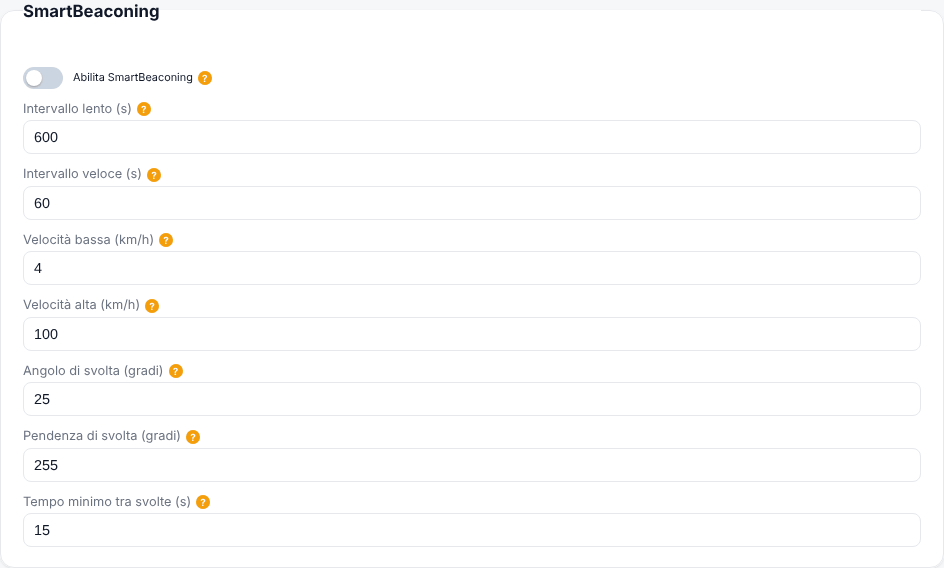 SmartBeaconing
Abilita SmartBeaconing ?
Intervallo lento (s) ?
600
Intervallo veloce (s) ?
60
Velocità bassa (km/h) ?
4
Velocità alta (km/h) ?
100
Angolo di svolta (gradi) ?
25
Pendenza di svolta (gradi) ?
255
Tempo minimo tra svolte (s) ?
15